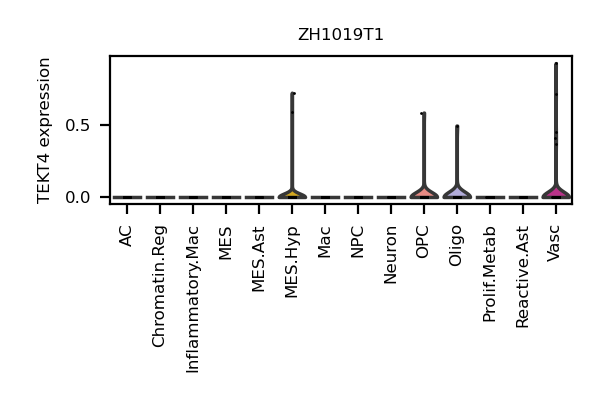 ZH1019T1
TEKT4 expression
0.5
0.0
AC
Chromatin.Reg
Inflammatory.Mac
MES
MES.Ast
MES.Hyp
Mac
NPC
Neuron
OPC
Oligo
Prolif.Metab
Reactive.Ast
Vasc